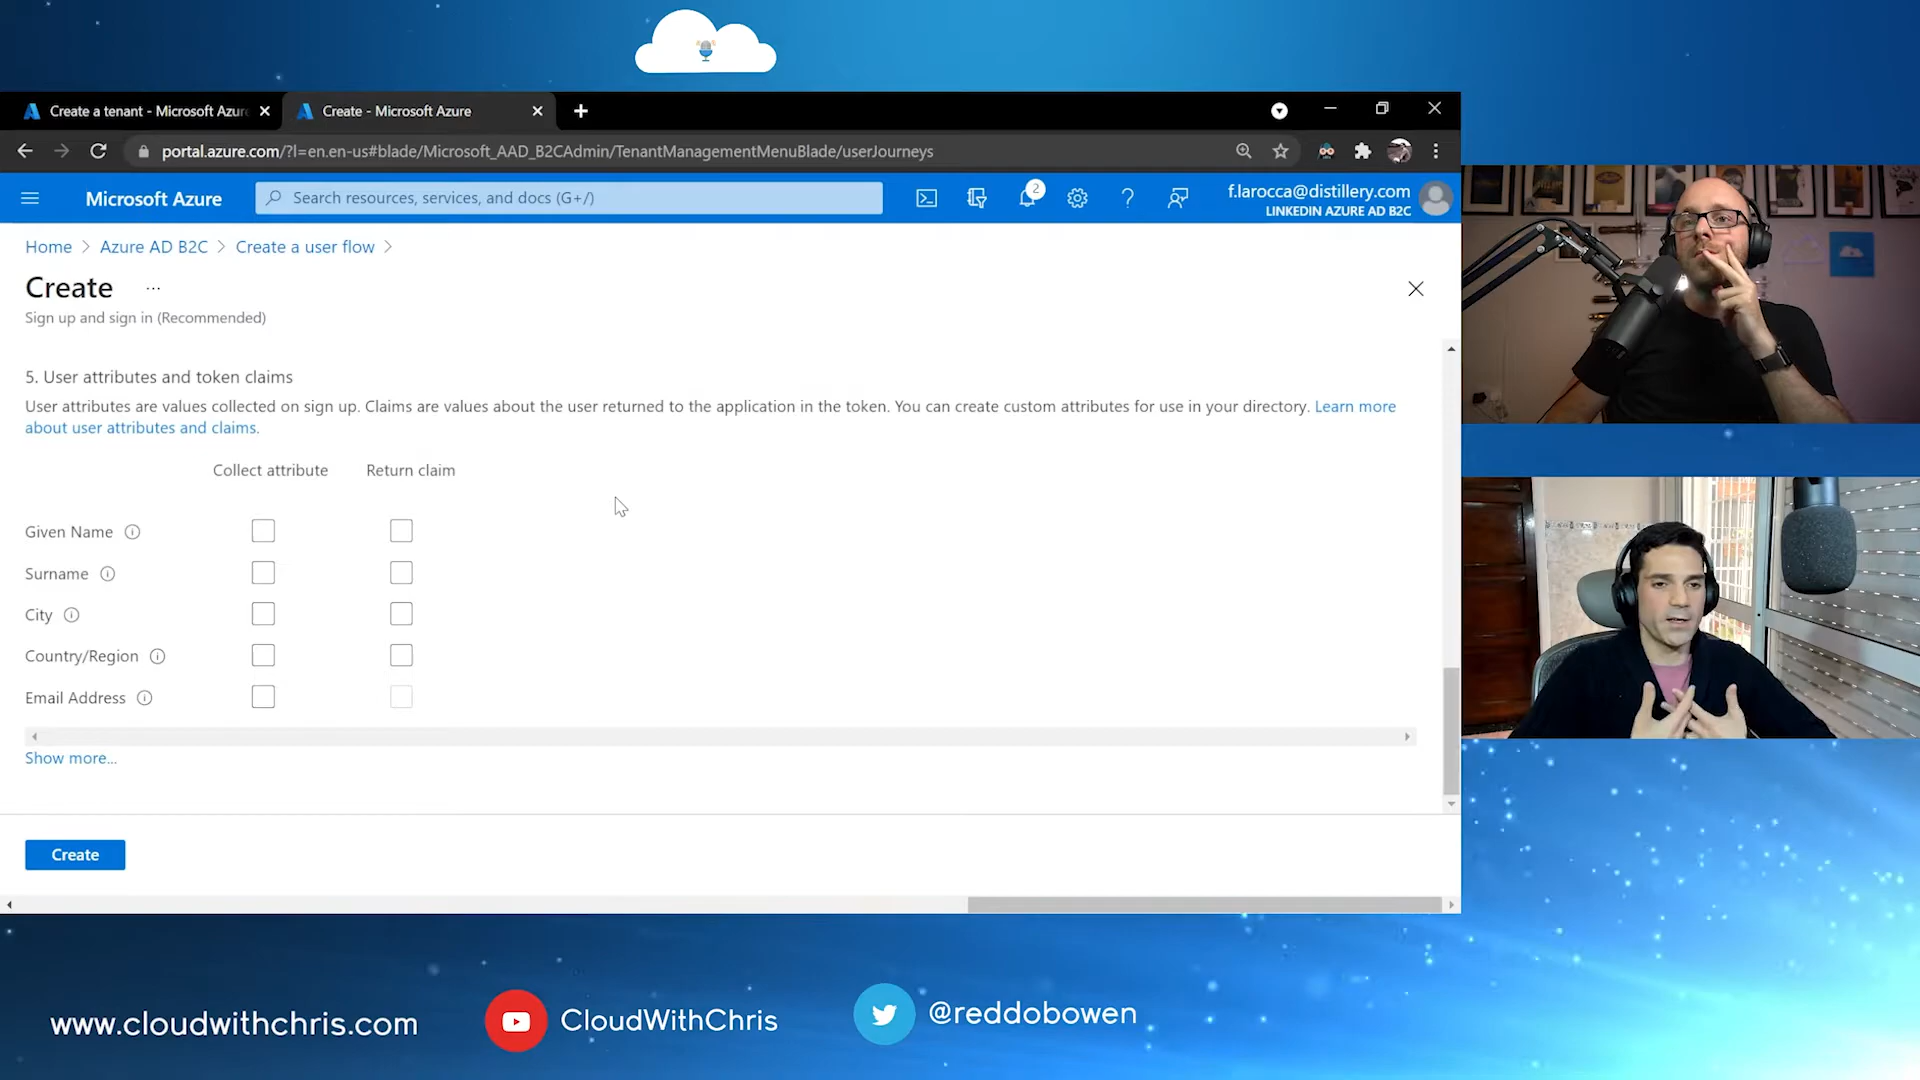 Create a tenant - Microsoft Azur
Create - Microsoft Azure
portal.azure.com/?l=en.en-us#blade/Microsoft_AAD_B2CAdmin/TenantManagementMenuBlade/userJourneys
Microsoft Azure
Search resources, services, and docs (G+/)
2
f.larocca@distillery.com
LINKEDIN AZURE AD B2C
Home > Azure AD B2C > Create a user flow >
Create ...
Sign up and sign in (Recommended)
5. User attributes and token claims
User attributes are values collected on sign up. Claims are values about the user returned to the application in the token. You can create custom attributes for use in your directory. Learn more
about user attributes and claims.
Collect attribute Return claim
Given Name
Surname
City
Country/Region
Email Address
Show more...
Create
www.cloudwithchris.com
CloudWithChris
@reddobowen